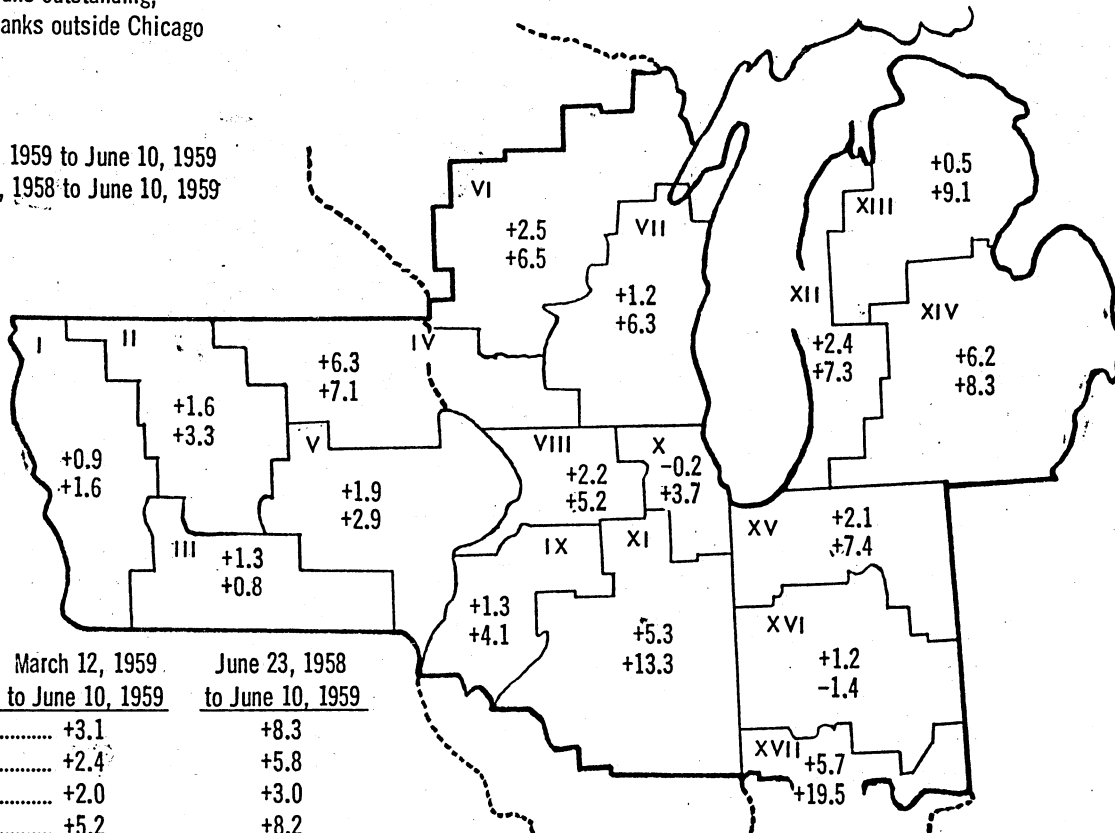 anks outside Chicago
1959 to June 10, 1959
, 1958 to June 10, 1959
VI
+2.5
+6.5
VII
+1.2
+6.3
XIII
+0.5
+9.1
XII
+2.4
+7.3
XIV
+6.2
+8.3
I
+0.9
+1.6
II
+1.6
+3.3
IV
+6.3
+7.1
V
+1.9
+2.9
III
+1.3
+0.8
VIII
+2.2
+5.2
X
-0.2
+3.7
IX
+1.3
+4.1
XI
+5.3
+13.3
XV
+2.1
+7.4
XVI
+1.2
-1.4
XVII
+5.7
+19.5
March 12, 1959 June 23, 1958
to June 10, 1959 to June 10, 1959
.......... +3.1 +8.3
.......... +2.4 +5.8
.......... +2.0 +3.0
.......... +5.2 +8.2